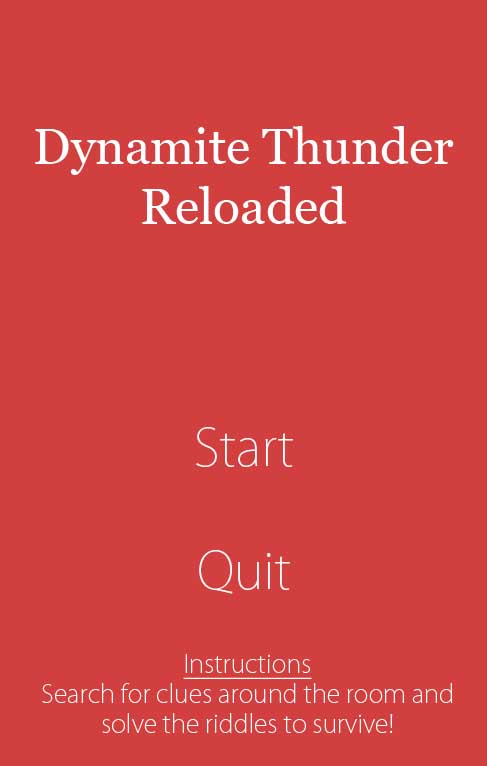 Dynamite Thunder
Reloaded
Start
Quit
Instructions
Search for clues around the room and
solve the riddles to survive!